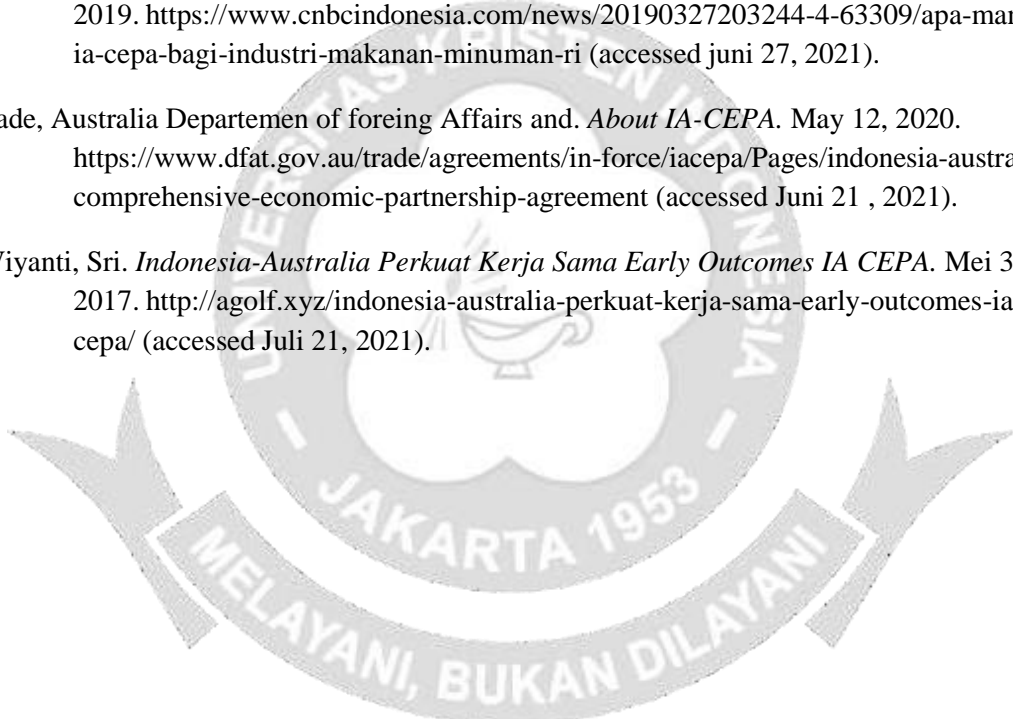 2019. https://www.cnbcindonesia.com/news/20190327203244-4-63309/apa-man
ia-cepa-bagi-industri-makanan-minuman-ri (accessed juni 27, 2021).
ade, Australia Departemen of foreing Affairs and. About IA-CEPA. May 12, 2020.
https://www.dfat.gov.au/trade/agreements/in-force/iacepa/Pages/indonesia-austra
comprehensive-economic-partnership-agreement (accessed Juni 21 , 2021).
Viyanti, Sri. Indonesia-Australia Perkuat Kerja Sama Early Outcomes IA CEPA. Mei 3
2017. http://agolf.xyz/indonesia-australia-perkuat-kerja-sama-early-outcomes-ia
cepa/ (accessed Juli 21, 2021).
UNIVERSITAS KRISTEN INDONESIA
- JAKARTA 1953 -
MELAYANI, BUKAN DILAYANI